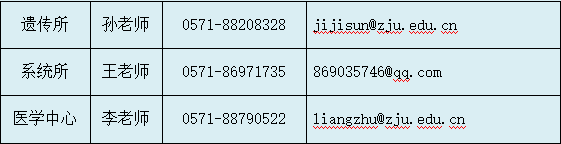 遗传所 孙老师 0571-88208328 jijisun@zju.edu.cn
系统所 王老师 0571-86971735 869035746@qq.com
医学中心 李老师 0571-88790522 liangzhu@zju.edu.cn